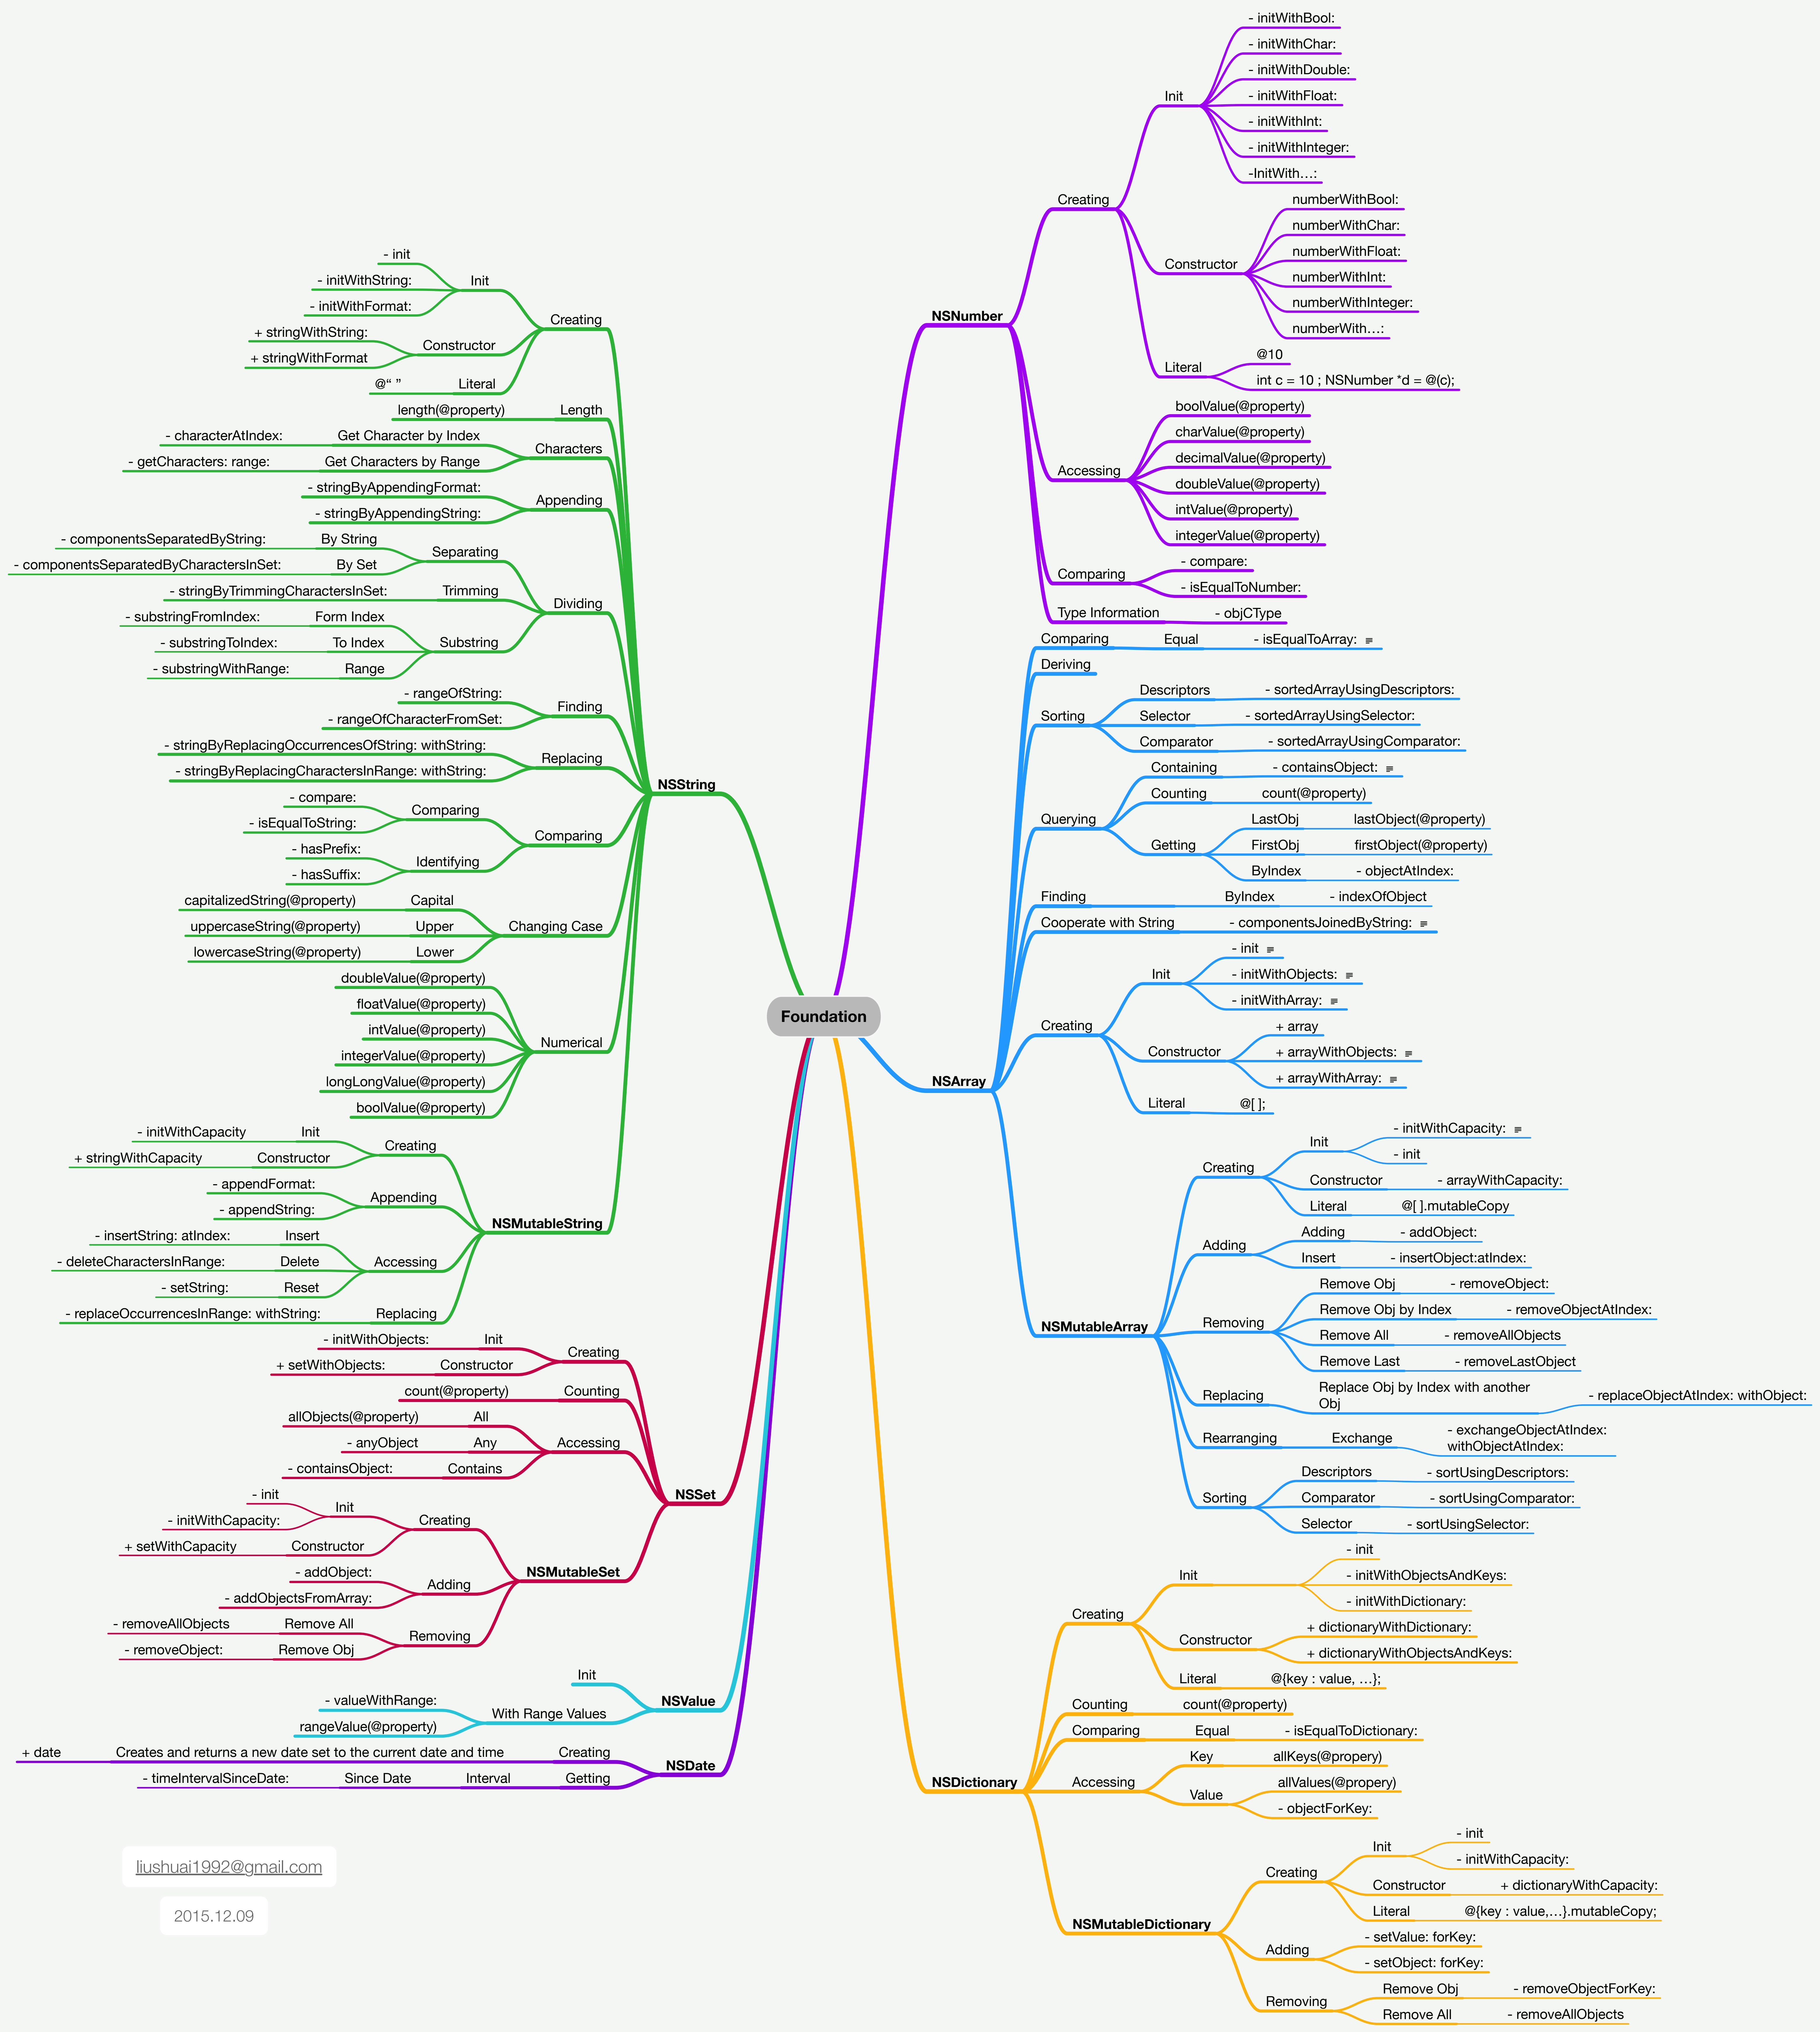 Foundation
NSNumber
Creating
Init
- initWithBool:
- initWithChar:
- initWithDouble:
- initWithFloat:
- initWithInt:
- initWithInteger:
-InitWith…:
Constructor
numberWithBool:
numberWithChar:
numberWithFloat:
numberWithInt:
numberWithInteger:
numberWith…:
Literal
@10
int c = 10 ; NSNumber *d = @(c);
Accessing
boolValue(@property)
charValue(@property)
decimalValue(@property)
doubleValue(@property)
intValue(@property)
integerValue(@property)
Comparing
- compare:
- isEqualToNumber:
Type Information
- objCType
NSArray
Comparing
Equal
- isEqualToArray:
Deriving
Sorting
Descriptors
- sortedArrayUsingDescriptors:
Selector
- sortedArrayUsingSelector:
Comparator
- sortedArrayUsingComparator:
Querying
Containing
- containsObject:
Counting
count(@property)
Getting
LastObj
lastObject(@property)
FirstObj
firstObject(@property)
ByIndex
- objectAtIndex:
Finding
ByIndex
- indexOfObject
Cooperate with String
- componentsJoinedByString:
Creating
Init
- init
- initWithObjects:
- initWithArray:
Constructor
+ array
+ arrayWithObjects:
+ arrayWithArray:
Literal
@[ ];
NSMutableArray
Creating
Init
- initWithCapacity:
- init
Constructor
- arrayWithCapacity:
Literal
@[ ].mutableCopy
Adding
Adding
- addObject:
Insert
- insertObject:atIndex:
Removing
Remove Obj
- removeObject:
Remove Obj by Index
- removeObjectAtIndex:
Remove All
- removeAllObjects
Remove Last
- removeLastObject
Replacing
Replace Obj by Index with another
Obj
- replaceObjectAtIndex: withObject:
Rearranging
Exchange
- exchangeObjectAtIndex:
withObjectAtIndex:
Sorting
Descriptors
- sortUsingDescriptors:
Comparator
- sortUsingComparator:
Selector
- sortUsingSelector:
NSDictionary
Creating
Init
- init
- initWithObjectsAndKeys:
- initWithDictionary:
Constructor
+ dictionaryWithDictionary:
+ dictionaryWithObjectsAndKeys:
Literal
@{key : value, …};
Counting
count(@property)
Comparing
Equal
- isEqualToDictionary:
Accessing
Key
allKeys(@propery)
Value
allValues(@propery)
- objectForKey:
NSMutableDictionary
Creating
Init
- init
- initWithCapacity:
Constructor
+ dictionaryWithCapacity:
Literal
@{key : value,…}.mutableCopy;
Adding
- setValue: forKey:
- setObject: forKey:
Removing
Remove Obj
- removeObjectForKey:
Remove All
- removeAllObjects
NSString
Creating
Init
- init
- initWithString:
- initWithFormat:
Constructor
+ stringWithString:
+ stringWithFormat
Literal
@“ ”
Length
length(@property)
Characters
Get Character by Index
- characterAtIndex:
Get Characters by Range
- getCharacters: range:
Appending
- stringByAppendingFormat:
- stringByAppendingString:
Dividing
Separating
By String
- componentsSeparatedByString:
By Set
- componentsSeparatedByCharactersInSet:
Trimming
- stringByTrimmingCharactersInSet:
Substring
Form Index
- substringFromIndex:
To Index
- substringToIndex:
Range
- substringWithRange:
Finding
- rangeOfString:
- rangeOfCharacterFromSet:
Replacing
- stringByReplacingOccurrencesOfString: withString:
- stringByReplacingCharactersInRange: withString:
Comparing
Comparing
- compare:
- isEqualToString:
Identifying
- hasPrefix:
- hasSuffix:
Changing Case
Capital
capitalizedString(@property)
Upper
uppercaseString(@property)
Lower
lowercaseString(@property)
Numerical
doubleValue(@property)
floatValue(@property)
intValue(@property)
integerValue(@property)
longLongValue(@property)
boolValue(@property)
NSMutableString
Creating
Init
- initWithCapacity
Constructor
+ stringWithCapacity
Appending
- appendFormat:
- appendString:
Accessing
Insert
- insertString: atIndex:
Delete
- deleteCharactersInRange:
Reset
- setString:
Replacing
- replaceOccurrencesInRange: withString:
NSSet
Creating
Init
- initWithObjects:
Constructor
+ setWithObjects:
Counting
count(@property)
Accessing
All
allObjects(@property)
Any
- anyObject
Contains
- containsObject:
NSMutableSet
Creating
Init
- init
- initWithCapacity:
Constructor
+ setWithCapacity
Adding
- addObject:
- addObjectsFromArray:
Removing
Remove All
- removeAllObjects
Remove Obj
- removeObject:
NSValue
Init
With Range Values
- valueWithRange:
rangeValue(@property)
NSDate
Creating
Creates and returns a new date set to the current date and time
+ date
Getting
Interval
Since Date
- timeIntervalSinceDate:
liushuai1992@gmail.com
2015.12.09